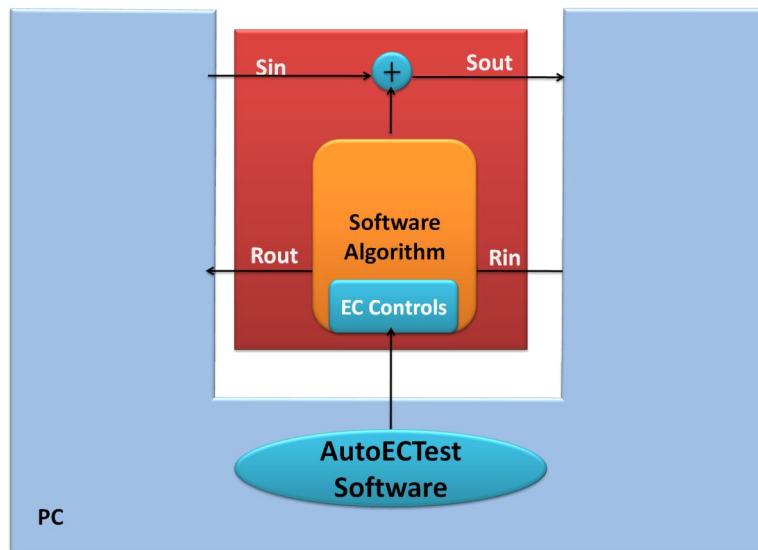 Sin
+
Sout
Software
Algorithm
Rout
Rin
EC Controls
AutoECTest
Software
PC